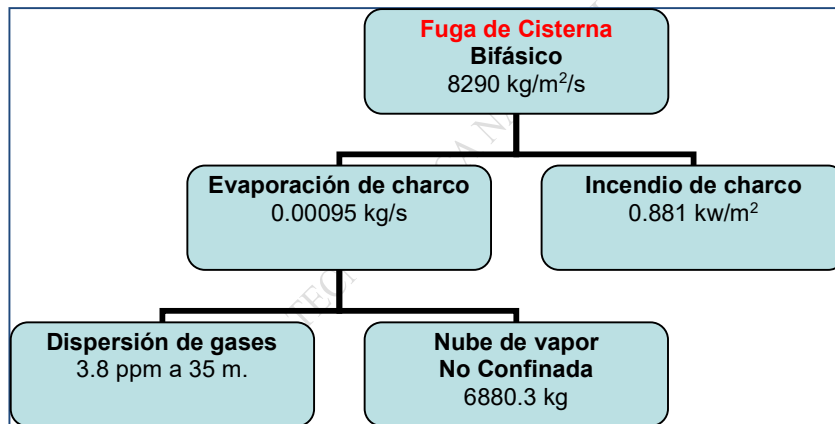 Fuga de Cisterna
Bifásico
8290 kg/m²/s
Evaporación de charco
0.00095 kg/s
Incendio de charco
0.881 kw/m²
Dispersión de gases
3.8 ppm a 35 m.
Nube de vapor
No Confinada
6880.3 kg